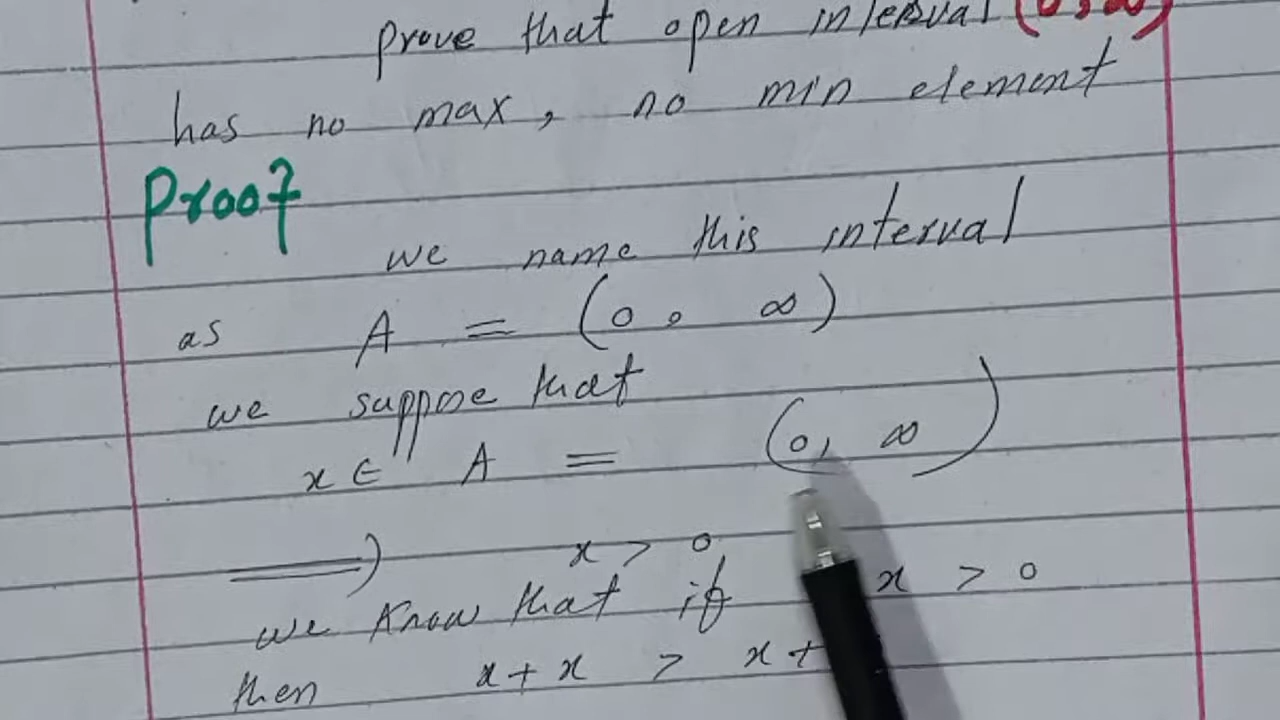 prove that open interval (0,∞)
has no max, no min element
Proof
we name this interval
as A = (0, ∞)
we suppose that
x ∈ A = (0, ∞)
⟹ x > 0
we know that if x > 0
then x + x > x +